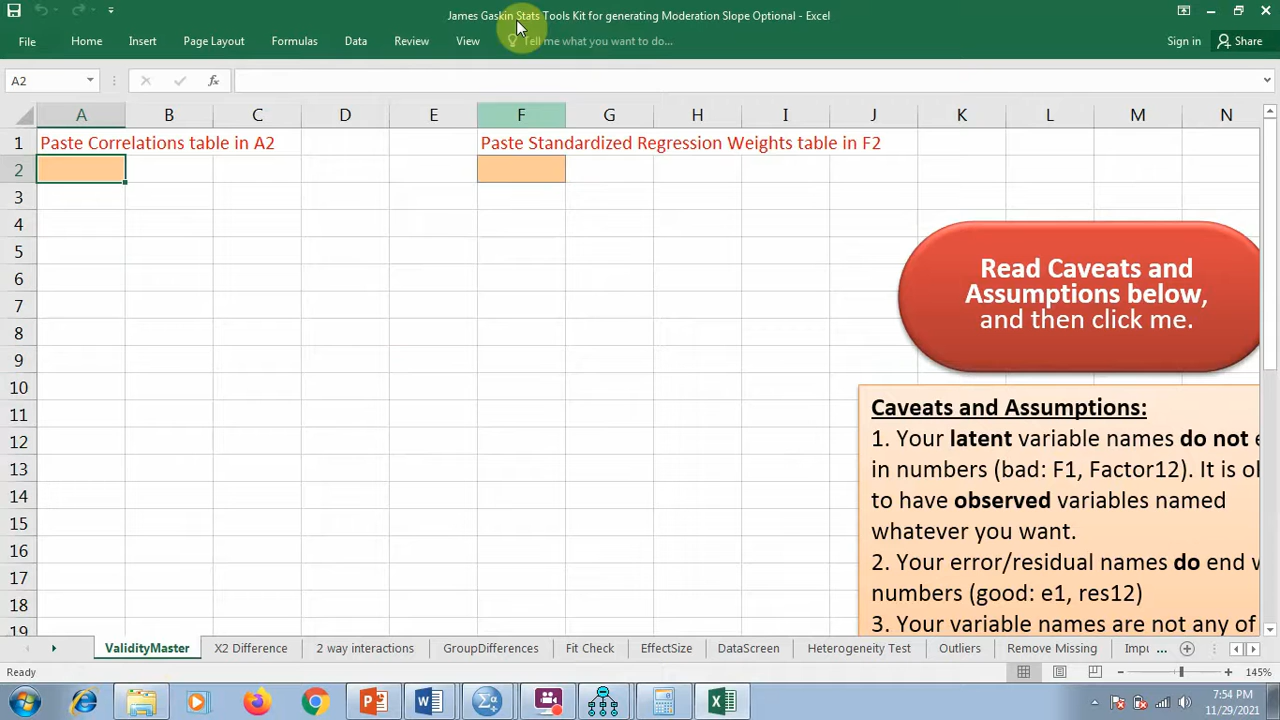 James Gaskin Stats Tools Kit for generating Moderation Slope Optional - Excel
File Home Insert Page Layout Formulas Data Review View Tell me what you want to do... Sign in Share
A2 fx
A B C D E F G H I J K L M N
1 Paste Correlations table in A2 Paste Standardized Regression Weights table in F2
2
3
4
5
6
7
8
9
10
11
12
13
14
15
16
17
18
19
Read Caveats and
Assumptions below,
and then click me.
Caveats and Assumptions:
1. Your latent variable names do not
in numbers (bad: F1, Factor12). It is
to have observed variables named
whatever you want.
2. Your error/residual names do end
numbers (good: e1, res12)
3. Your variable names are not any of
ValidityMaster X2 Difference 2 way interactions GroupDifferences Fit Check EffectSize DataScreen Heterogeneity Test Outliers Remove Missing Impu ...
Ready 145%
7:54 PM
11/29/2021